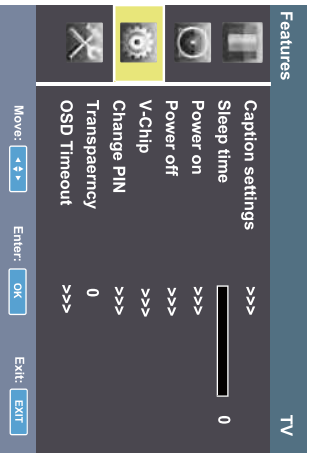 Features TV
Caption settings >>>
Sleep time 0
Power on >>>
Power off >>>
V-Chip >>>
Change PIN >>>
Transpaerncy 0
OSD Timeout >>>
Move: Enter: OK Exit: EXIT